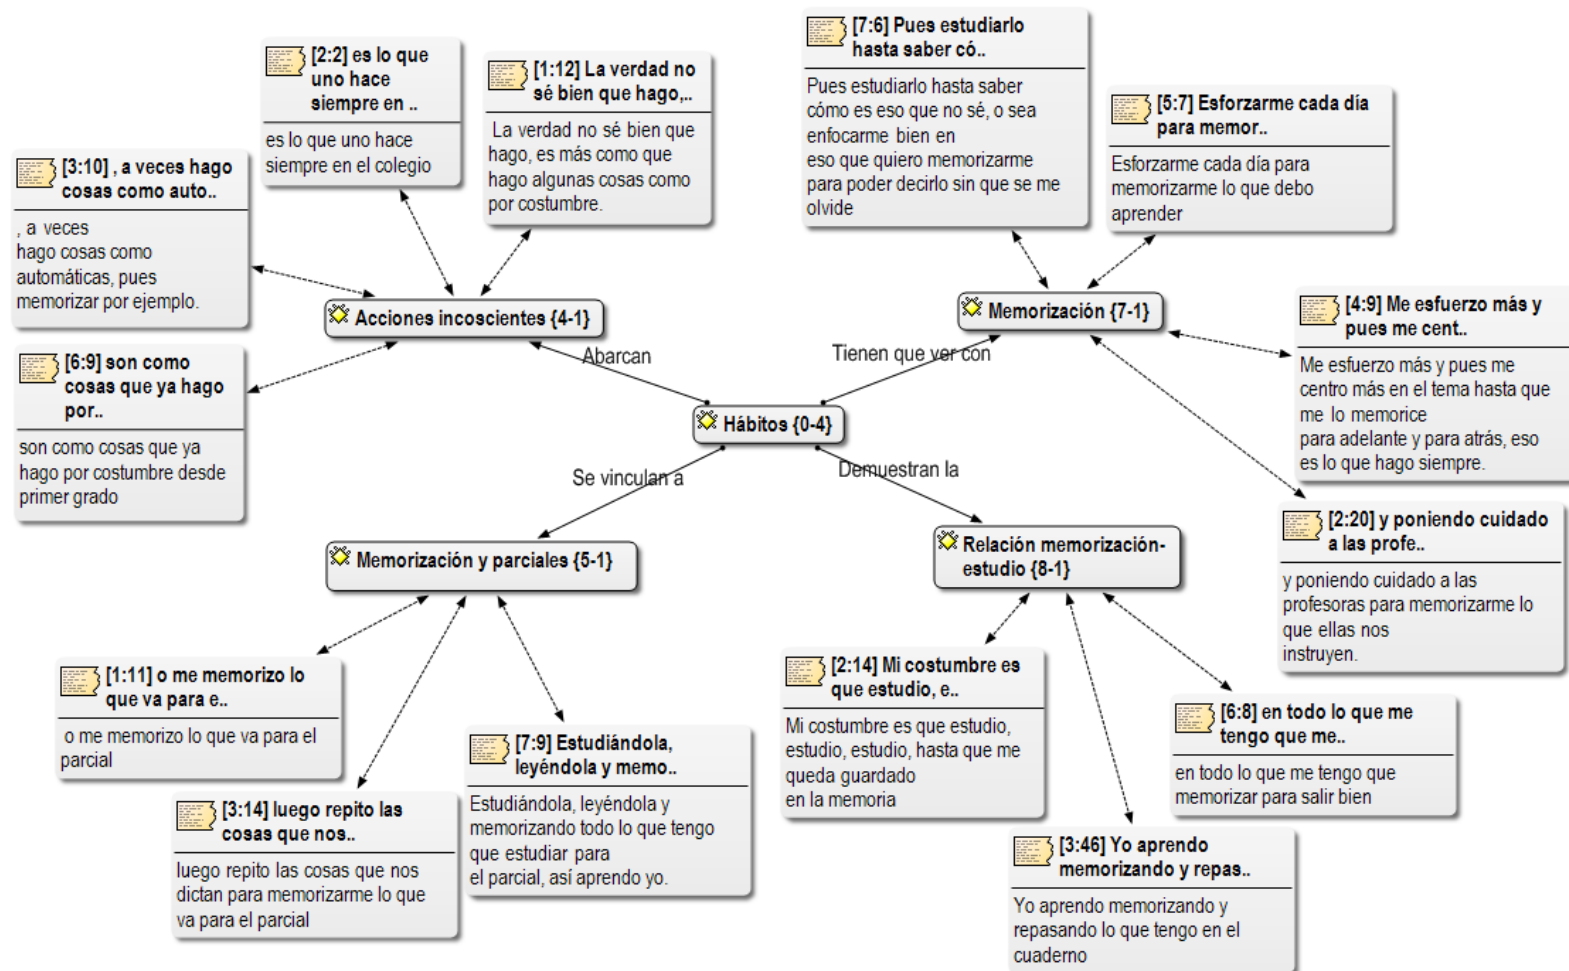 [7:6] Pues estudiarlo
hasta saber có..
Pues estudiarlo hasta saber
cómo es eso que no sé, o sea
enfocarme bien en
eso que quiero memorizarme
para poder decirlo sin que se me
olvide
[2:2] es lo que
uno hace
siempre en ..
es lo que uno hace
siempre en el colegio
[1:12] La verdad no
sé bien que hago,..
La verdad no sé bien que
hago, es más como que
hago algunas cosas como
por costumbre.
[5:7] Esforzarme cada día
para memor..
Esforzarme cada día para
memorizarme lo que debo
aprender
[3:10] , a veces hago
cosas como auto..
, a veces
hago cosas como
automáticas, pues
memorizar por ejemplo.
Acciones incoscientes {4-1}
Memorización {7-1}
[4:9] Me esfuerzo más y
pues me cent..
Me esfuerzo más y pues me
centro más en el tema hasta que
me lo memorice
para adelante y para atrás, eso
es lo que hago siempre.
[6:9] son como
cosas que ya hago
por..
son como cosas que ya
hago por costumbre desde
primer grado
Abarcan
Tienen que ver con
Hábitos {0-4}
Se vinculan a
Demuestran la
[2:20] y poniendo cuidado
a las profe..
y poniendo cuidado a las
profesoras para memorizarme lo
que ellas nos
instruyen.
Memorización y parciales {5-1}
Relación memorización-
estudio {8-1}
[1:11] o me memorizo lo
que va para e..
o me memorizo lo que va para el
parcial
[3:14] luego repito las
cosas que nos..
luego repito las cosas que nos
dictan para memorizarme lo que
va para el parcial
[7:9] Estudiándola,
leyéndola y memo..
Estudiándola, leyéndola y
memorizando todo lo que tengo
que estudiar para
el parcial, así aprendo yo.
[2:14] Mi costumbre es
que estudio, e..
Mi costumbre es que estudio,
estudio, estudio, hasta que me
queda guardado
en la memoria
[6:8] en todo lo que me
tengo que me..
en todo lo que me tengo que
memorizar para salir bien
[3:46] Yo aprendo
memorizando y repas..
Yo aprendo memorizando y
repasando lo que tengo en el
cuaderno